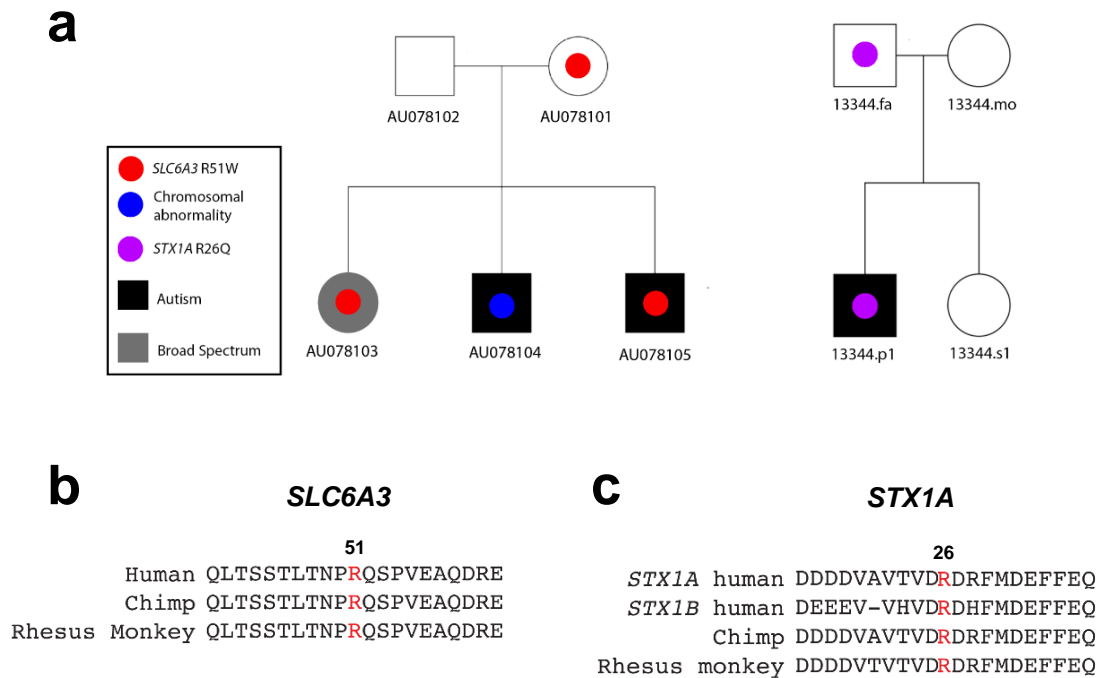 a
AU078102
AU078101
13344.fa
13344.mo
SLC6A3 R51W
Chromosomal
abnormality
STX1A R26Q
Autism
Broad Spectrum
AU078103
AU078104
AU078105
13344.p1
13344.s1
b
SLC6A3
51
Human QLTSSTLTNPRQSPVEAQDRE
Chimp QLTSSTLTNPRQSPVEAQDRE
Rhesus Monkey QLTSSTLTNPRQSPVEAQDRE
c
STX1A
26
STX1A human DDDDVAVTVDRDRFMDEFFEQ
STX1B human DEEEV-VHVDRDHFMDEFFEQ
Chimp DDDDVAVTVDRDRFMDEFFEQ
Rhesus monkey DDDDVTVTVDRDRFMDEFFEQ